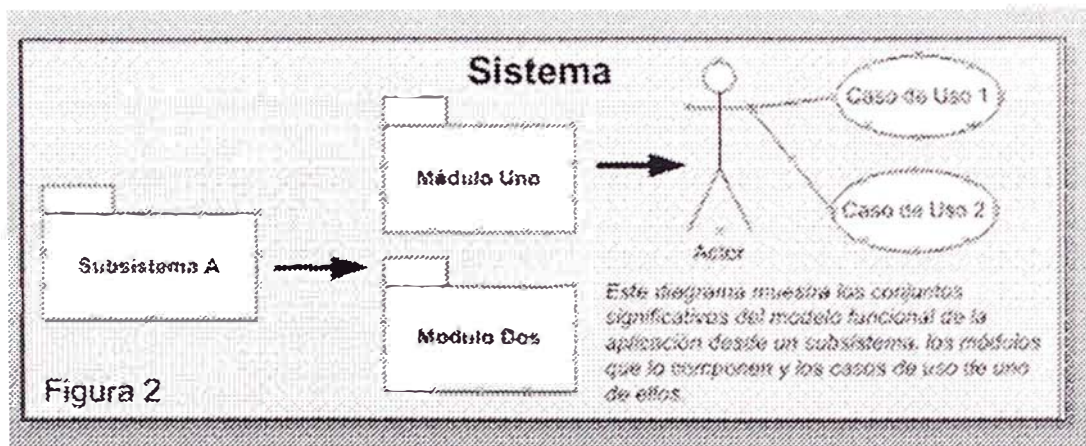 Sistema
Caso de Uso 1
Módulo Uno
Caso de Uso 2
Subsistema A
Actor
Modulo Dos
Este diagrama muestra los conjuntos
significativos del modelo funcional de la
aplicación desde un subsistema, los módulos
que lo componen y los casos de uso de uno
de ellos.
Figura 2